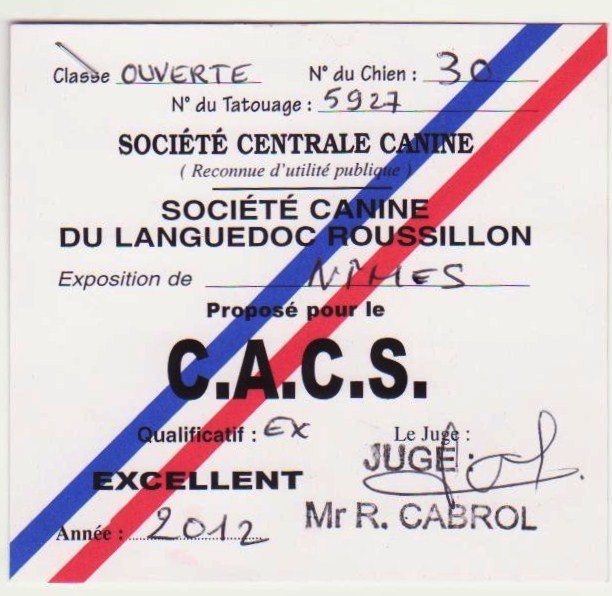 Classe OUVERTE N° du Chien : 30
N° du Tatouage : 5927
SOCIÉTÉ CENTRALE CANINE
( Reconnue d'utilité publique )
SOCIÉTÉ CANINE
DU LANGUEDOC ROUSSILLON
Exposition de NÎMES
Proposé pour le
C.A.C.S.
Qualificatif : EX
Le Juge :
JUGE :
EXCELLENT
Mr R. CABROL
Année : 2012